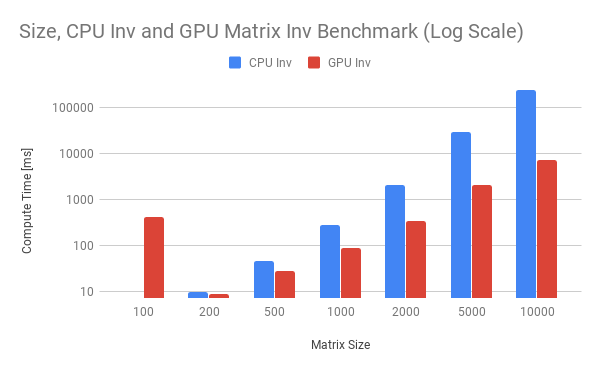 Size, CPU Inv and GPU Matrix Inv Benchmark (Log Scale)
CPU Inv GPU Inv
Compute Time [ms]
100000
10000
1000
100
10
100 200 500 1000 2000 5000 10000
Matrix Size